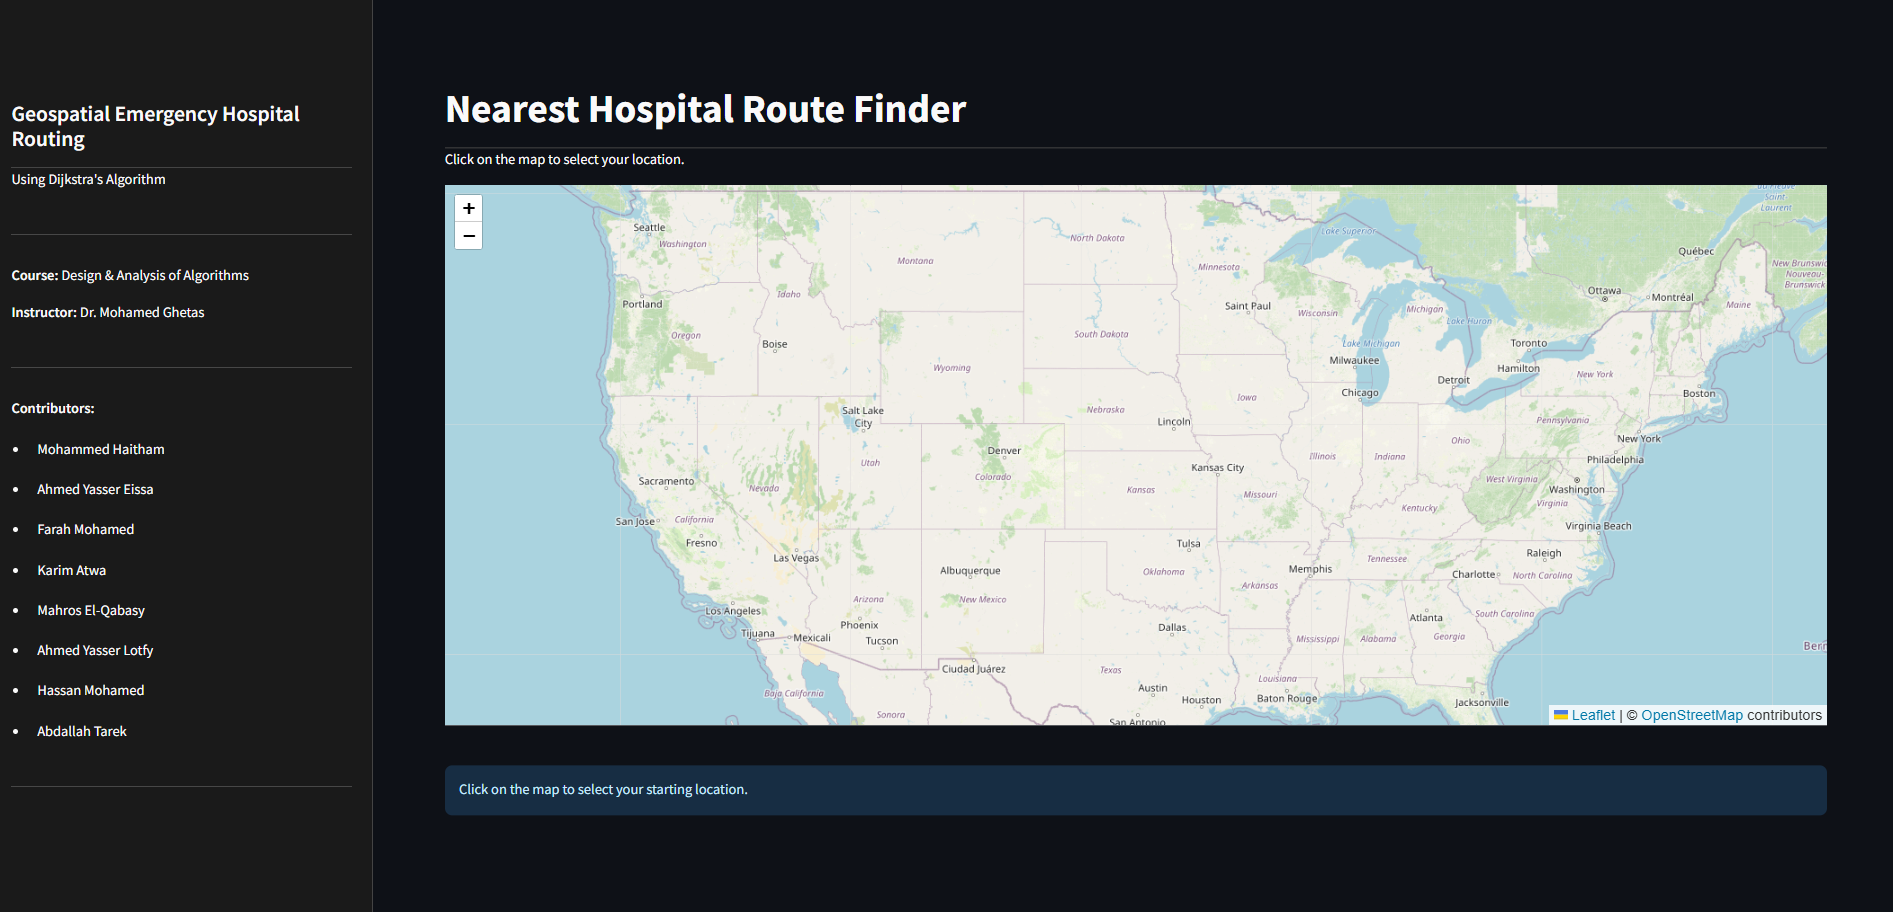 Geospatial Emergency Hospital
Routing
Using Dijkstra's Algorithm
Course: Design & Analysis of Algorithms
Instructor: Dr. Mohamed Ghetas
Contributors:
• Mohammed Haitham
• Ahmed Yasser Eissa
• Farah Mohamed
• Karim Atwa
• Mahros El-Qabasy
• Ahmed Yasser Lotfy
• Hassan Mohamed
• Abdallah Tarek
Nearest Hospital Route Finder
Click on the map to select your location.
+
−
Saint-
Laurent
Seattle
Washington
North Dakota
Lake Superior
Québec
Montana
Minnesota
New Brunswick
Nouveau-
Brunswick
Idaho
Ottawa
Montréal
Portland
Saint Paul
Wisconsin
Michigan
Lake Huron
Maine
Oregon
Boise
South Dakota
Lake Michigan
Toronto
Milwaukee
Hamilton
Wyoming
Detroit
New York
Chicago
Iowa
Boston
Salt Lake
City
Nebraska
Lincoln
Pennsylvania
Ohio
New York
Denver
Utah
Illinois
Indiana
Philadelphia
Kansas City
Colorado
Sacramento
Nevada
Kansas
Missouri
West Virginia
Washington
Virginia
Kentucky
San Jose
California
Virginia Beach
Fresno
Las Vegas
Tulsa
Raleigh
Tennessee
Albuquerque
Oklahoma
Memphis
Charlotte
North Carolina
Arkansas
Arizona
New Mexico
Los Angeles
South Carolina
Phoenix
Atlanta
Tijuana
Mexicali
Tucson
Dallas
Mississippi
Alabama
Georgia
Ciudad Juárez
Texas
Louisiana
Baja California
Austin
Houston
Baton Rouge
Jacksonville
Sonora
San Antonio
Ber
Leaflet | © OpenStreetMap contributors
Click on the map to select your starting location.